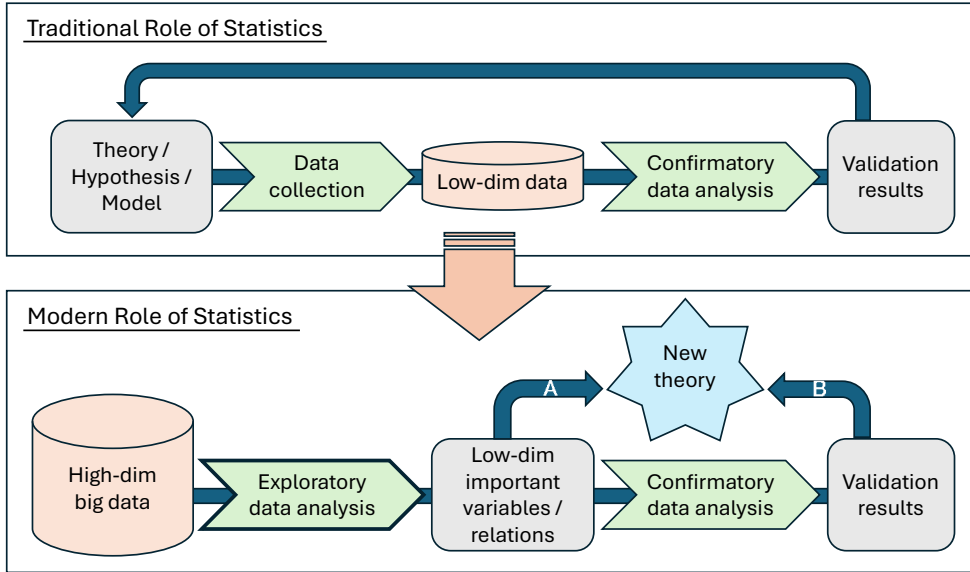 Traditional Role of Statistics
Theory /
Hypothesis /
Model
Data
collection
Low-dim data
Confirmatory
data analysis
Validation
results
Modern Role of Statistics
New
theory
A
B
High-dim
big data
Exploratory
data analysis
Low-dim
important
variables /
relations
Confirmatory
data analysis
Validation
results